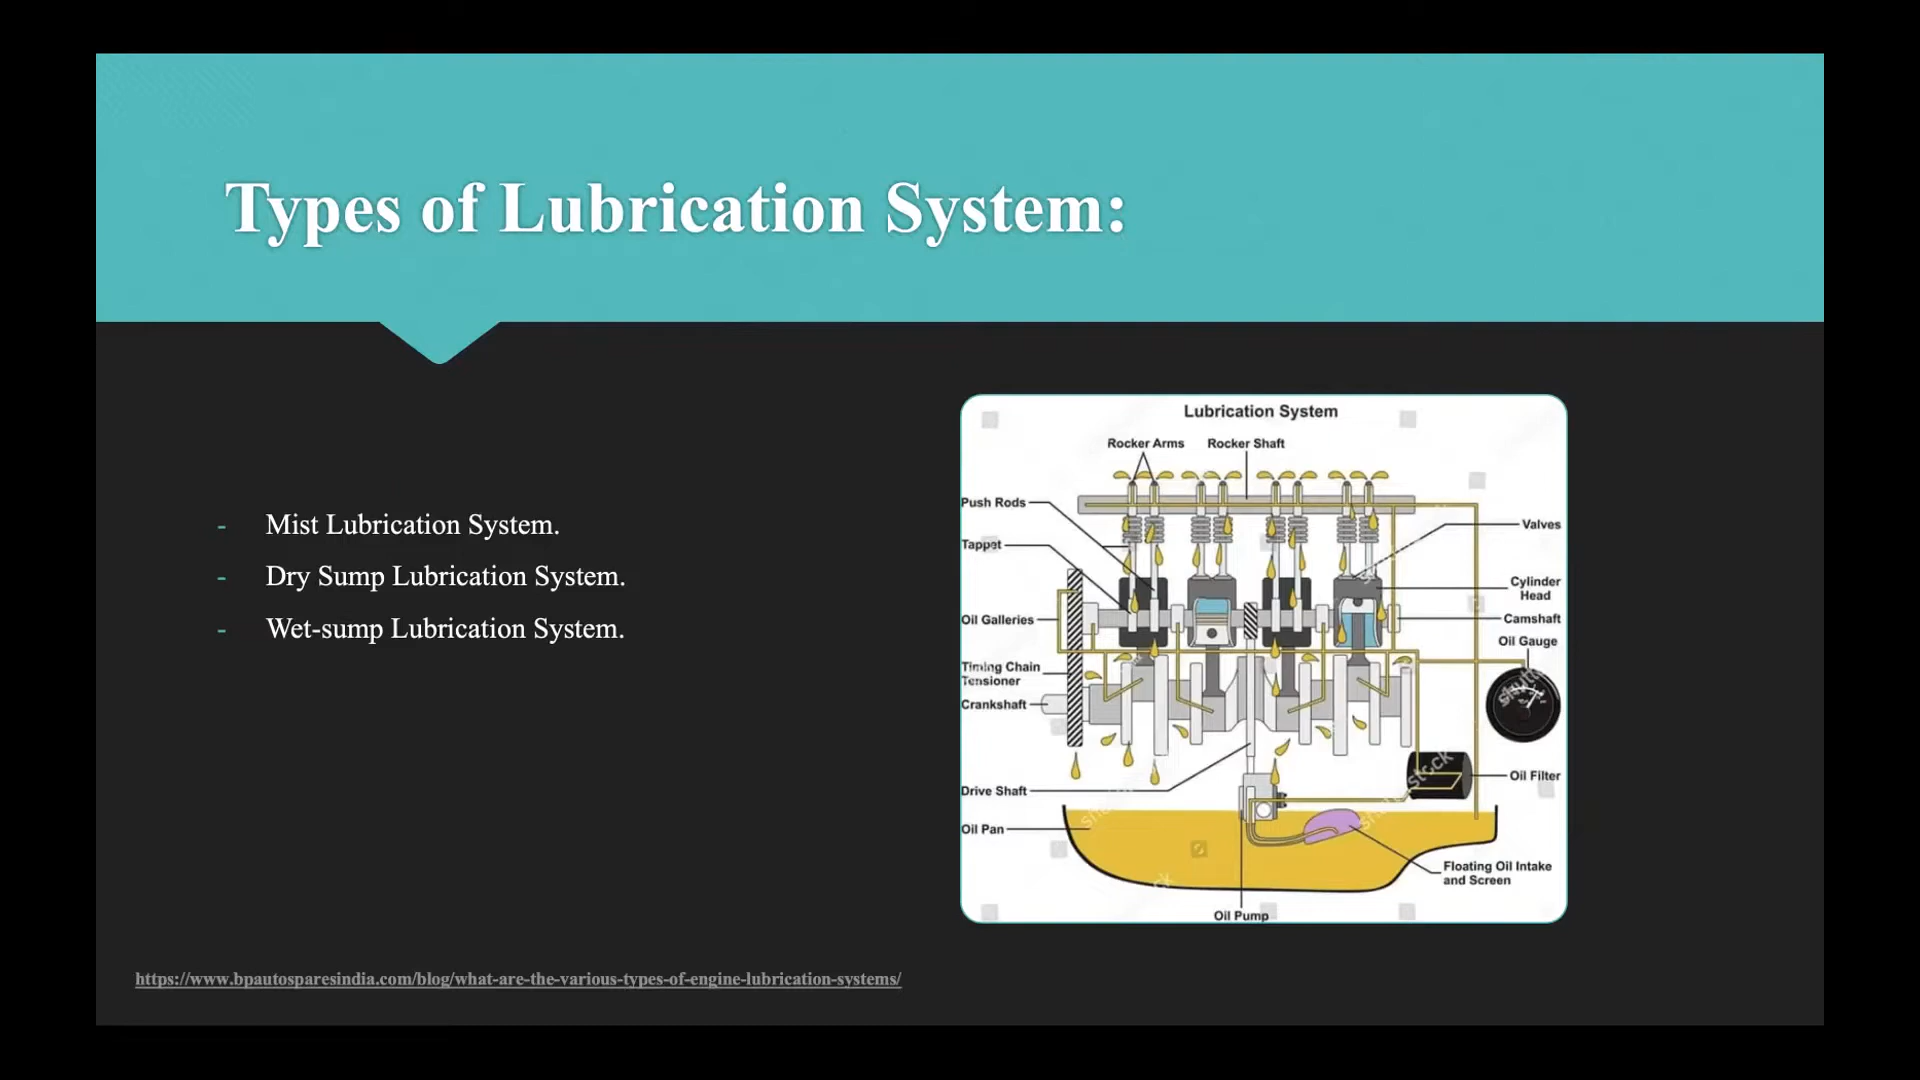 Types of Lubrication System:
- Mist Lubrication System.
- Dry Sump Lubrication System.
- Wet-sump Lubrication System.
Lubrication System
Rocker Arms
Rocker Shaft
Push Rods
Tappet
Oil Galleries
Timing Chain
Tensioner
Crankshaft
Drive Shaft
Oil Pan
Oil Pump
Valves
Cylinder
Head
Camshaft
Oil Gauge
Oil Filter
Floating Oil Intake
and Screen
https://www.bpautosparesindia.com/blog/what-are-the-various-types-of-engine-lubrication-systems/